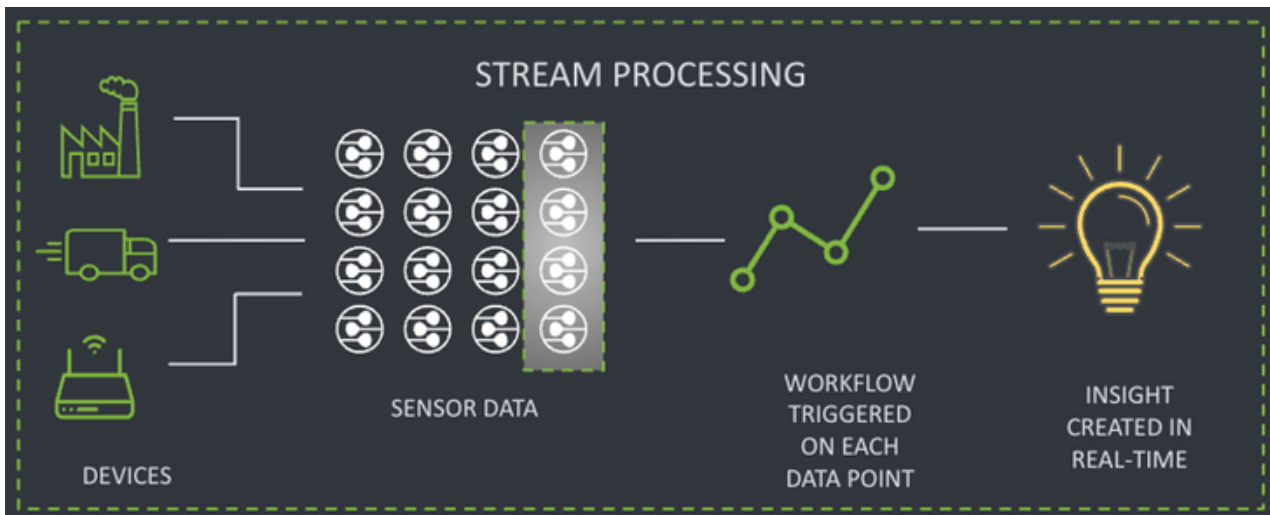 STREAM PROCESSING
SENSOR DATA
DEVICES
WORKFLOW
TRIGGERED
ON EACH
DATA POINT
INSIGHT
CREATED IN
REAL-TIME